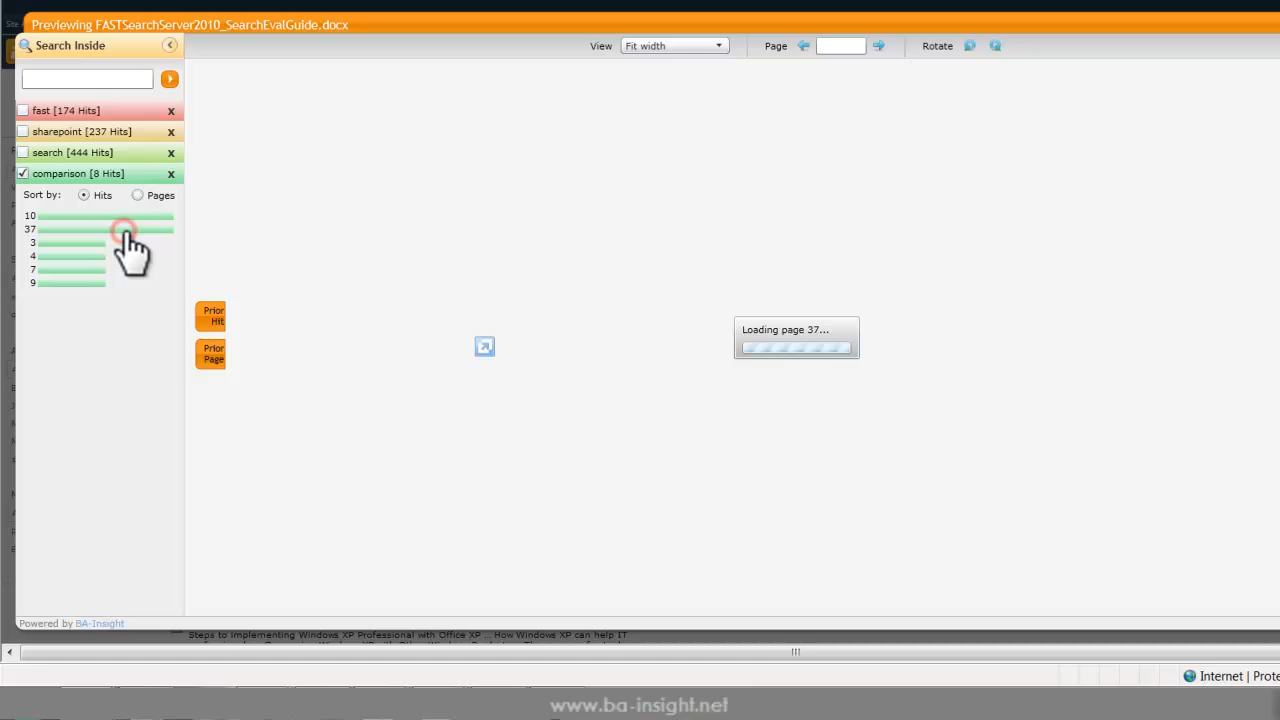 Previewing FASTSearchServer2010_SearchEvalGuide.docx
Search Inside
View Fit width Page Rotate
fast [174 Hits] x
sharepoint [237 Hits] x
search [444 Hits] x
comparison [8 Hits] x
Sort by: Hits Pages
10
37
3
4
7
9
Prior
Hit
Loading page 37...
Prior
Page
Powered by BA-Insight
Steps to Implementing Windows XP Professional with Office XP ... How Windows XP can help IT
Internet | Prote
www.ba-insight.net